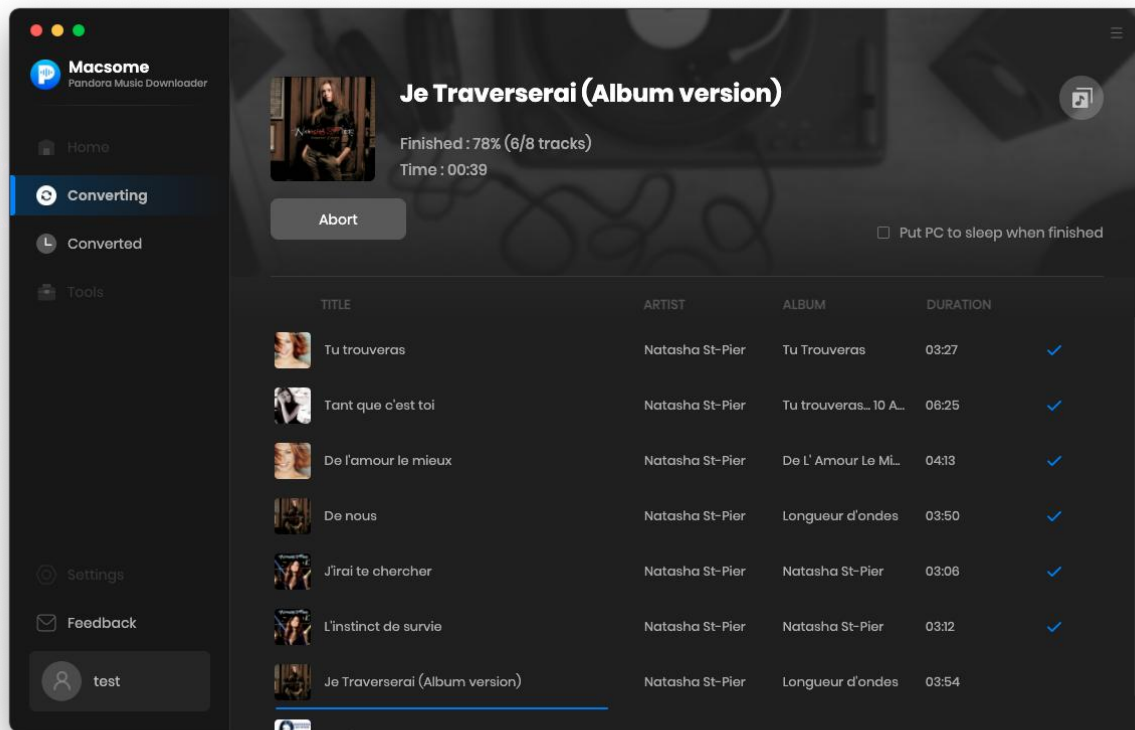 Macsome
Pandora Music Downloader
Home
Converting
Converted
Tools
Settings
Feedback
test
Je Traverserai (Album version)
Finished : 78% (6/8 tracks)
Time : 00:39
Abort
Put PC to sleep when finished
TITLE ARTIST ALBUM DURATION
Tu trouveras Natasha St-Pier Tu Trouveras 03:27
Tant que c'est toi Natasha St-Pier Tu trouveras... 10 A... 06:25
De l'amour le mieux Natasha St-Pier De L' Amour Le Mi... 04:13
De nous Natasha St-Pier Longueur d'ondes 03:50
J'irai te chercher Natasha St-Pier Natasha St-Pier 03:06
L'instinct de survie Natasha St-Pier Natasha St-Pier 03:12
Je Traverserai (Album version) Natasha St-Pier Longueur d'ondes 03:54